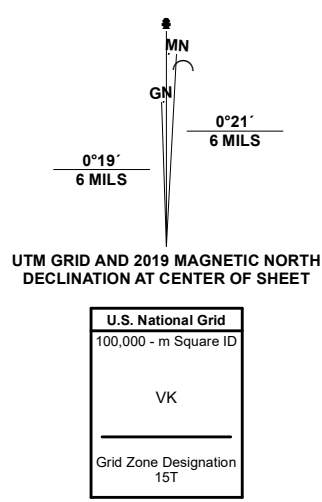 MN
GN
0°21´
6 MILS
0°19´
6 MILS
UTM GRID AND 2019 MAGNETIC NORTH
DECLINATION AT CENTER OF SHEET
U.S. National Grid
100,000 - m Square ID
VK
Grid Zone Designation
15T